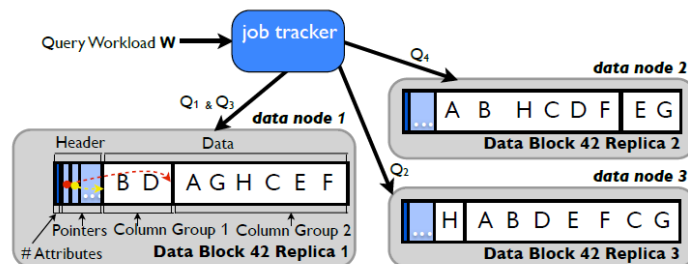 Query Workload W
job tracker
Q4
Q1 & Q3
Q2
data node 1
Header
Data
B D A G H C E F
Pointers
Column Group 1
Column Group 2
# Attributes
Data Block 42 Replica 1
data node 2
A B H C D F E G
Data Block 42 Replica 2
data node 3
H A B D E F C G
Data Block 42 Replica 3